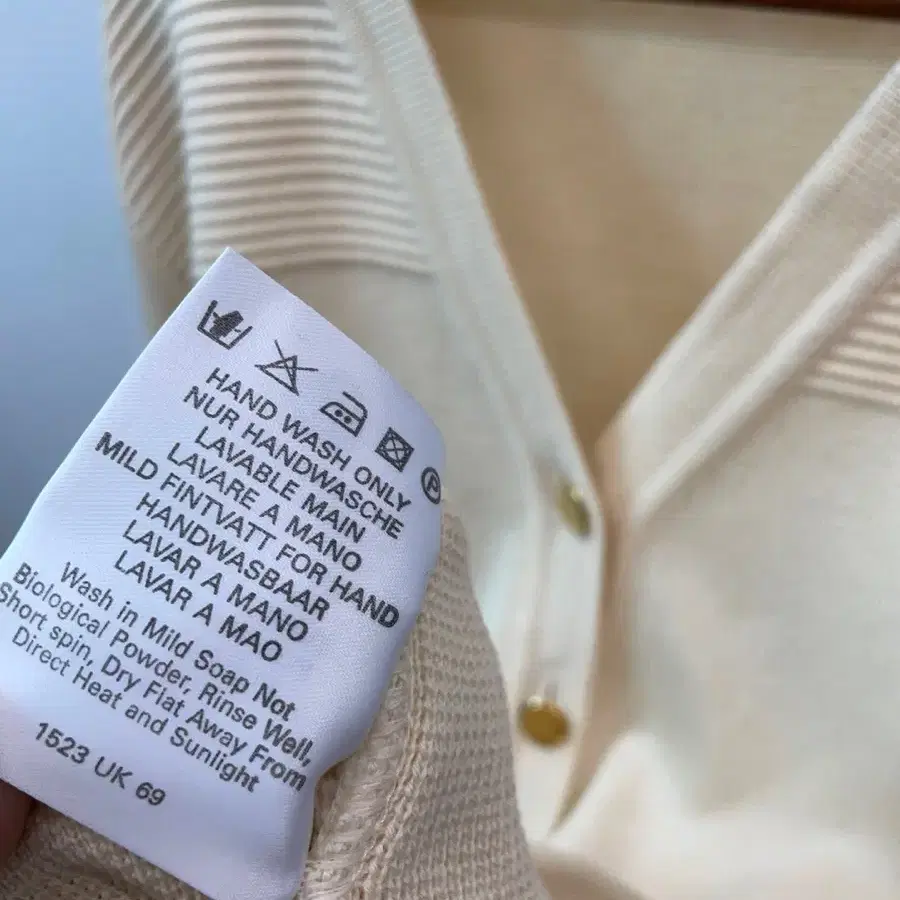 P
HAND WASH ONLY
NUR HANDWASCHE
LAVABLE MAIN
LAVARE A MANO
MILD FINTVATT FOR HAND
HANDWASBAAR
LAVAR A MANO
LAVAR A MAO
Wash in Mild Soap Not
Biological Powder, Rinse Well,
Short spin, Dry Flat Away From
Direct Heat and Sunlight
1523 UK 69